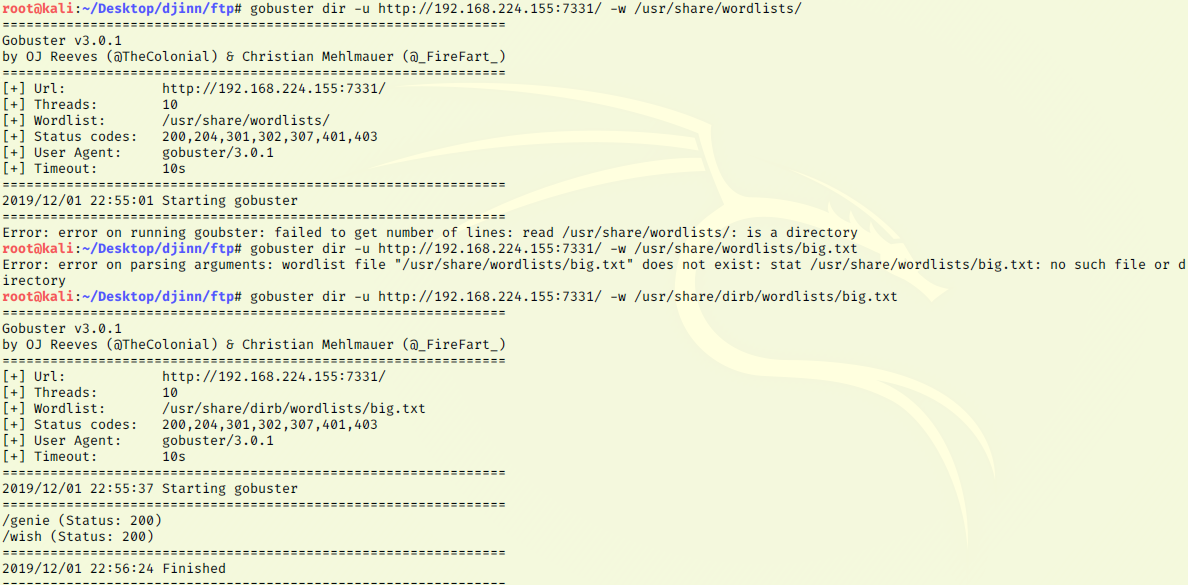 root@kali:~/Desktop/djinn/ftp# gobuster dir -u http://192.168.224.155:7331/ -w /usr/share/wordlists/
===============================================================
Gobuster v3.0.1
by OJ Reeves (@TheColonial) & Christian Mehlmauer (@_FireFart_)
===============================================================
[+] Url:            http://192.168.224.155:7331/
[+] Threads:        10
[+] Wordlist:       /usr/share/wordlists/
[+] Status codes:   200,204,301,302,307,401,403
[+] User Agent:     gobuster/3.0.1
[+] Timeout:        10s
===============================================================
2019/12/01 22:55:01 Starting gobuster
===============================================================
Error: error on running goubster: failed to get number of lines: read /usr/share/wordlists/: is a directory
root@kali:~/Desktop/djinn/ftp# gobuster dir -u http://192.168.224.155:7331/ -w /usr/share/wordlists/big.txt
Error: error on parsing arguments: wordlist file "/usr/share/wordlists/big.txt" does not exist: stat /usr/share/wordlists/big.txt: no such file or d
irectory
root@kali:~/Desktop/djinn/ftp# gobuster dir -u http://192.168.224.155:7331/ -w /usr/share/dirb/wordlists/big.txt
===============================================================
Gobuster v3.0.1
by OJ Reeves (@TheColonial) & Christian Mehlmauer (@_FireFart_)
===============================================================
[+] Url:            http://192.168.224.155:7331/
[+] Threads:        10
[+] Wordlist:       /usr/share/dirb/wordlists/big.txt
[+] Status codes:   200,204,301,302,307,401,403
[+] User Agent:     gobuster/3.0.1
[+] Timeout:        10s
===============================================================
2019/12/01 22:55:37 Starting gobuster
===============================================================
/genie (Status: 200)
/wish (Status: 200)
===============================================================
2019/12/01 22:56:24 Finished
===============================================================